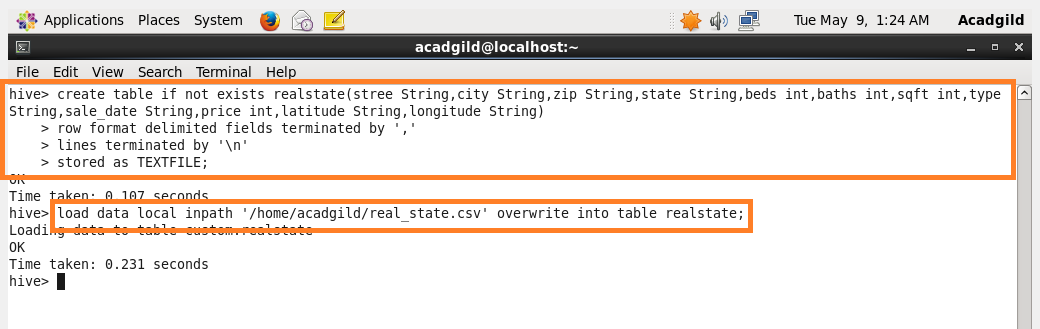 Applications Places System Tue May 9, 1:24 AM Acadgild
acadgild@localhost:~
File Edit View Search Terminal Help
hive> create table if not exists realstate(stree String,city String,zip String,state String,beds int,baths int,sqft int,type
String,sale_date String,price int,latitude String,longitude String)
> row format delimited fields terminated by ','
> lines terminated by '\n'
> stored as TEXTFILE;
OK
Time taken: 0.107 seconds
hive> load data local inpath '/home/acadgild/real_state.csv' overwrite into table realstate;
Loading data to table custom.realstate
OK
Time taken: 0.231 seconds
hive>